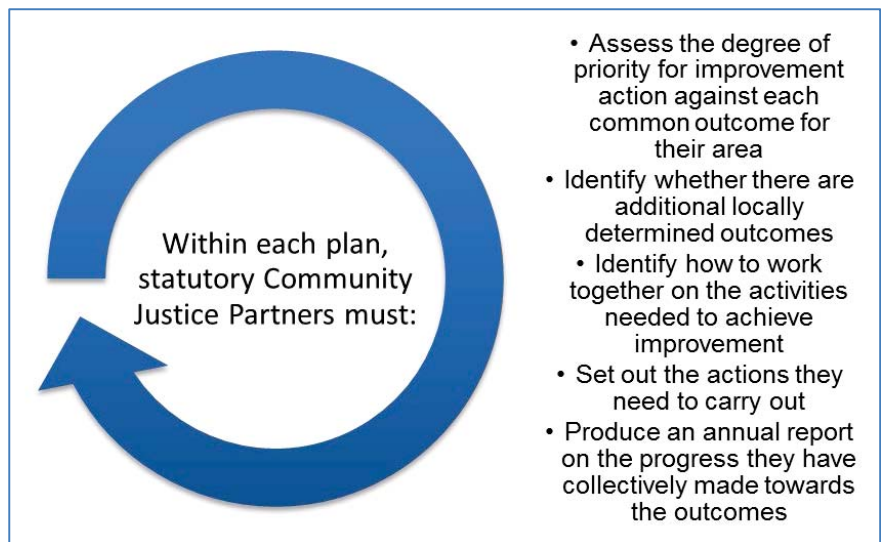 Within each plan,
statutory Community
Justice Partners must:
• Assess the degree of
priority for improvement
action against each
common outcome for
their area
• Identify whether there are
additional locally
determined outcomes
• Identify how to work
together on the activities
needed to achieve
improvement
• Set out the actions they
need to carry out
• Produce an annual report
on the progress they have
collectively made towards
the outcomes